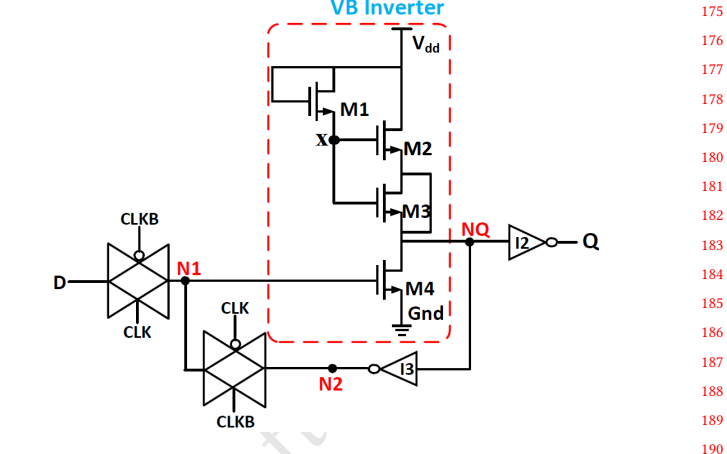 VB Inverter
175
Vdd
176
177
178
M1
179
X
M2
180
181
M3
182
CLKB
NQ
I2
Q
183
N1
184
D
M4
185
CLK
CLK
Gnd
186
I3
187
N2
188
CLKB
189
190